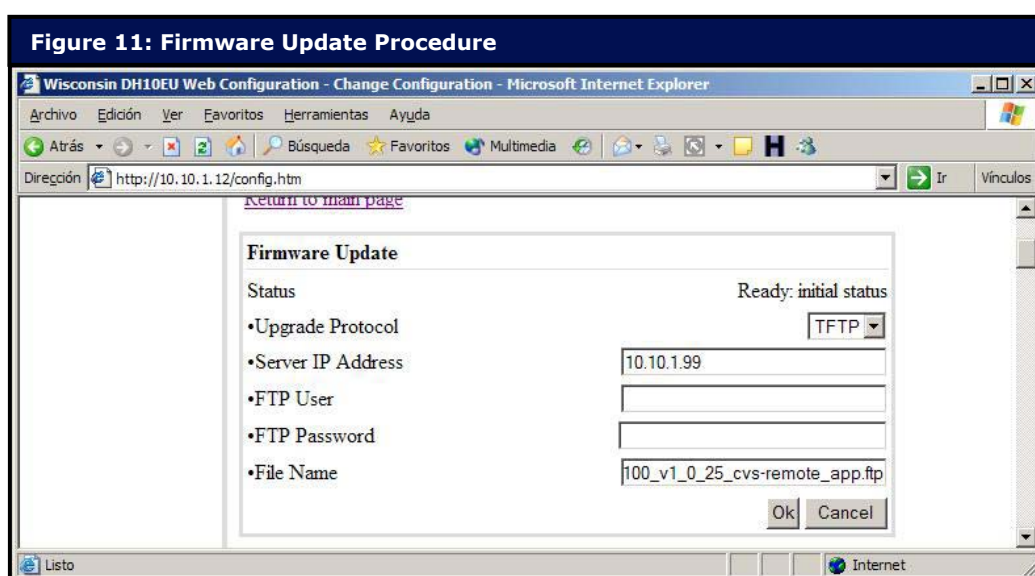 Figure 11: Firmware Update Procedure
Wisconsin DH10EU Web Configuration - Change Configuration - Microsoft Internet Explorer
Archivo Edición Ver Favoritos Herramientas Ayuda
Atrás Búsqueda Favoritos Multimedia
Dirección http://10.10.1.12/config.htm Ir Vínculos
Return to main page
Firmware Update
Status Ready: initial status
•Upgrade Protocol TFTP
•Server IP Address 10.10.1.99
•FTP User
•FTP Password
•File Name 100_v1_0_25_cvs-remote_app.ftp
Ok Cancel
Listo Internet